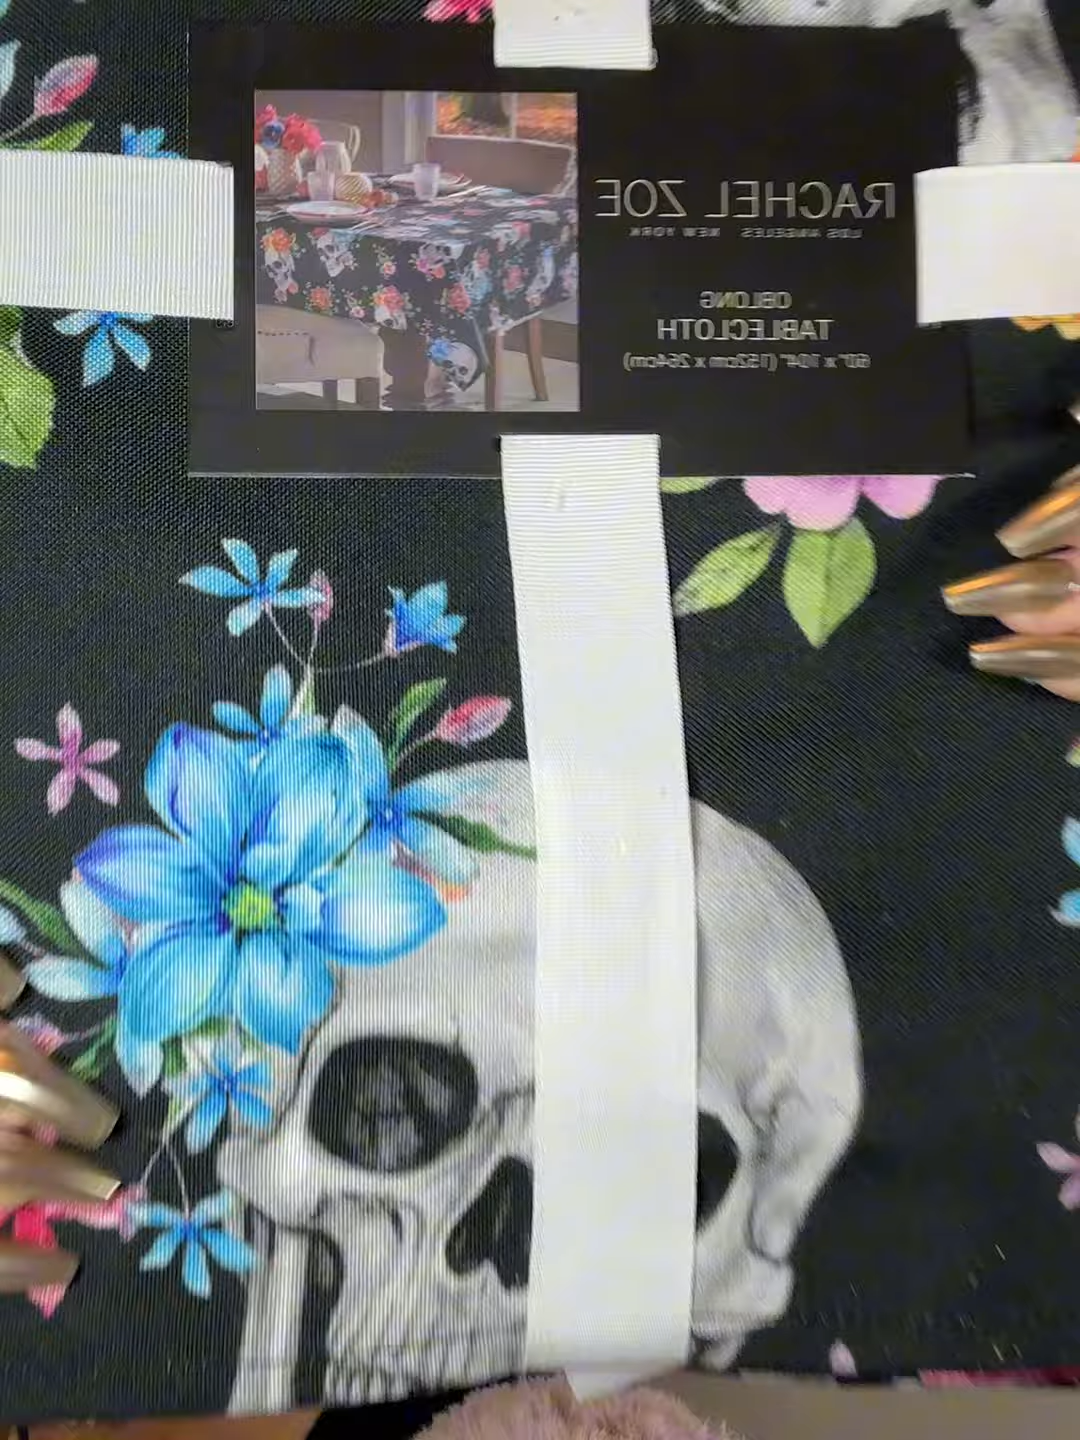 RACHEL ZOE
LOS ANGELES NEW YORK
OBLONG
TABLECLOTH
60" x 104" (152cm x 264cm)